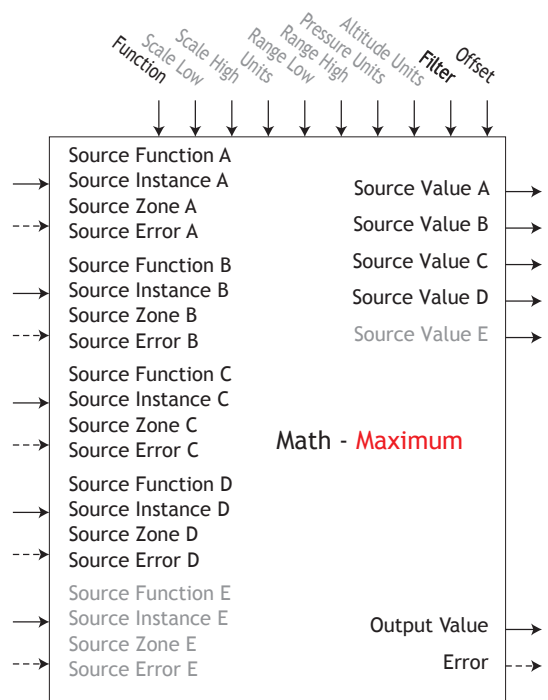 Function
Scale Low
Scale High
Units
Range Low
Range High
Pressure Units
Altitude Units
Filter
Offset
Source Function A
Source Instance A
Source Zone A
Source Error A
Source Function B
Source Instance B
Source Zone B
Source Error B
Source Function C
Source Instance C
Source Zone C
Source Error C
Source Function D
Source Instance D
Source Zone D
Source Error D
Source Function E
Source Instance E
Source Zone E
Source Error E
Source Value A
Source Value B
Source Value C
Source Value D
Source Value E
Math - Maximum
Output Value
Error